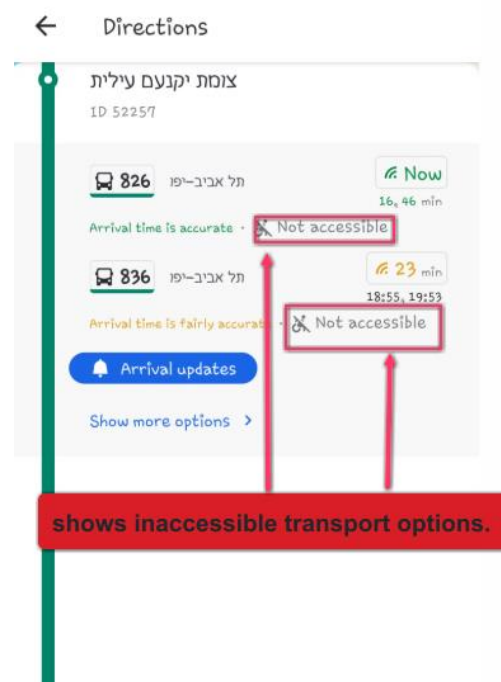 Directions
צומת יקנעם עילית
ID 52257
826 תל אביב-יפו Now
16, 46 min
Arrival time is accurate · Not accessible
836 תל אביב-יפו 23 min
18:55, 19:53
Arrival time is fairly accurat · Not accessible
Arrival updates
Show more options >
shows inaccessible transport options.